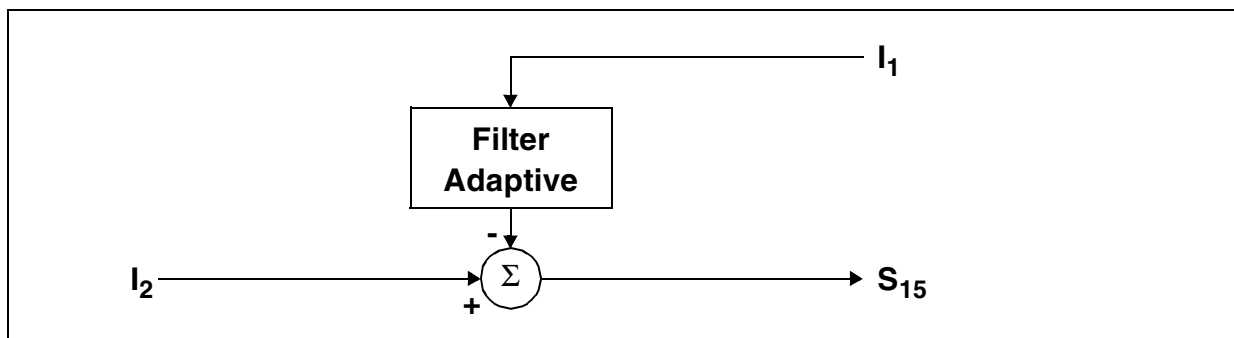 I₁
Filter
Adaptive
-
I₂
Σ
S₁₅
+